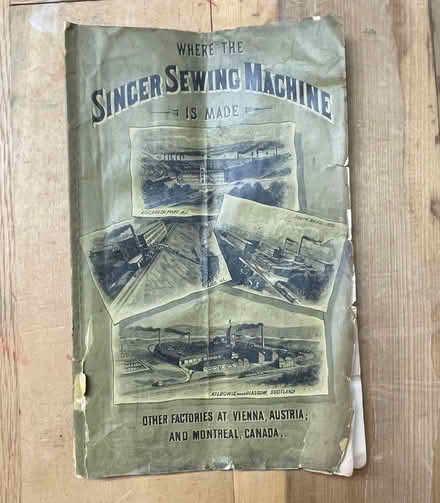 WHERE THE
SINGER SEWING MACHINE
IS MADE
ELIZABETHPORT N.J.
SOUTH BEND IND.
KILBOWIE NEAR GLASGOW SCOTLAND
OTHER FACTORIES AT VIENNA, AUSTRIA;
AND MONTREAL, CANADA.